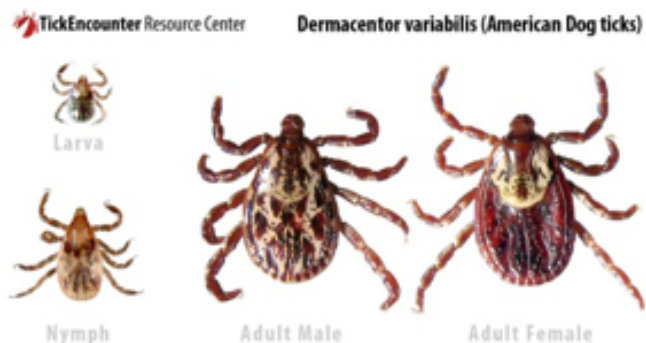 TickEncounter Resource Center
Dermacentor variabilis (American Dog ticks)
Larva
Nymph
Adult Male
Adult Female